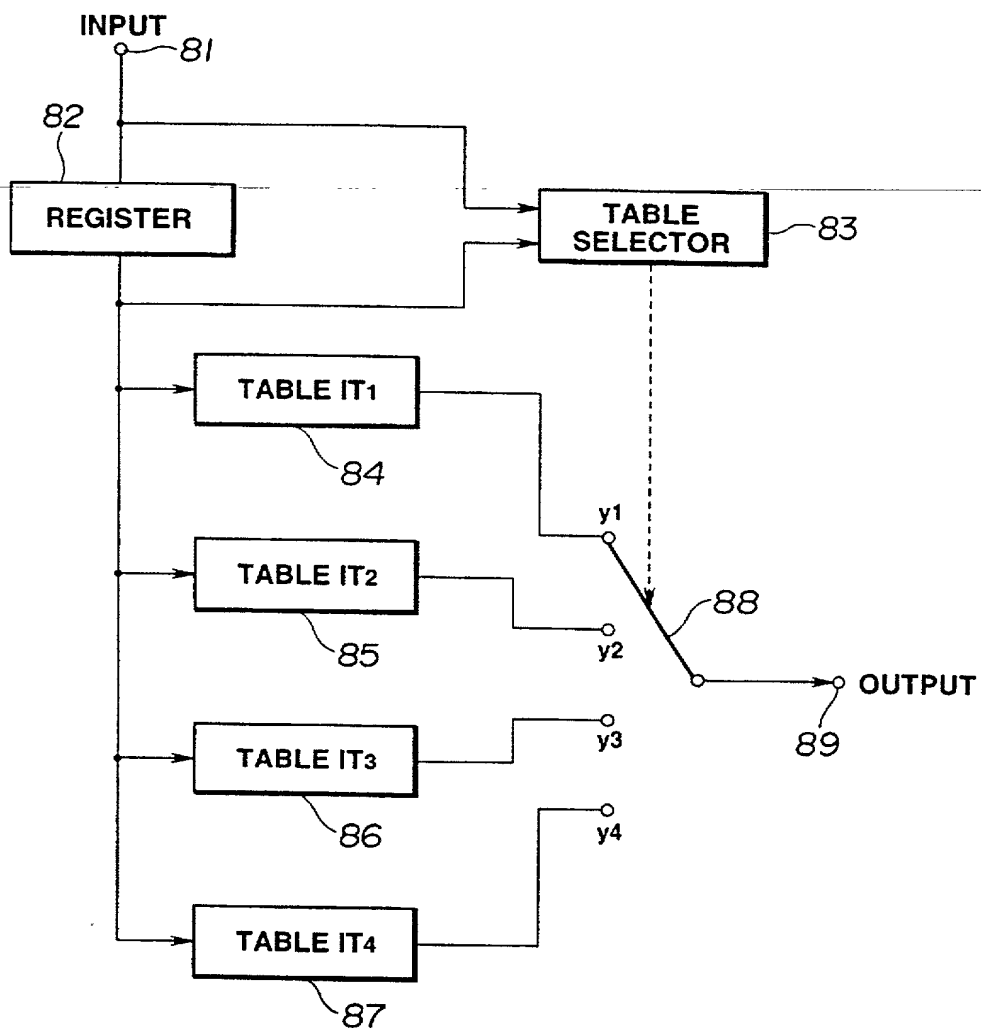 INPUT
81
82
REGISTER
TABLE
SELECTOR
83
TABLE IT1
84
y1
TABLE IT2
85
y2
88
OUTPUT
89
y3
TABLE IT3
86
y4
TABLE IT4
87